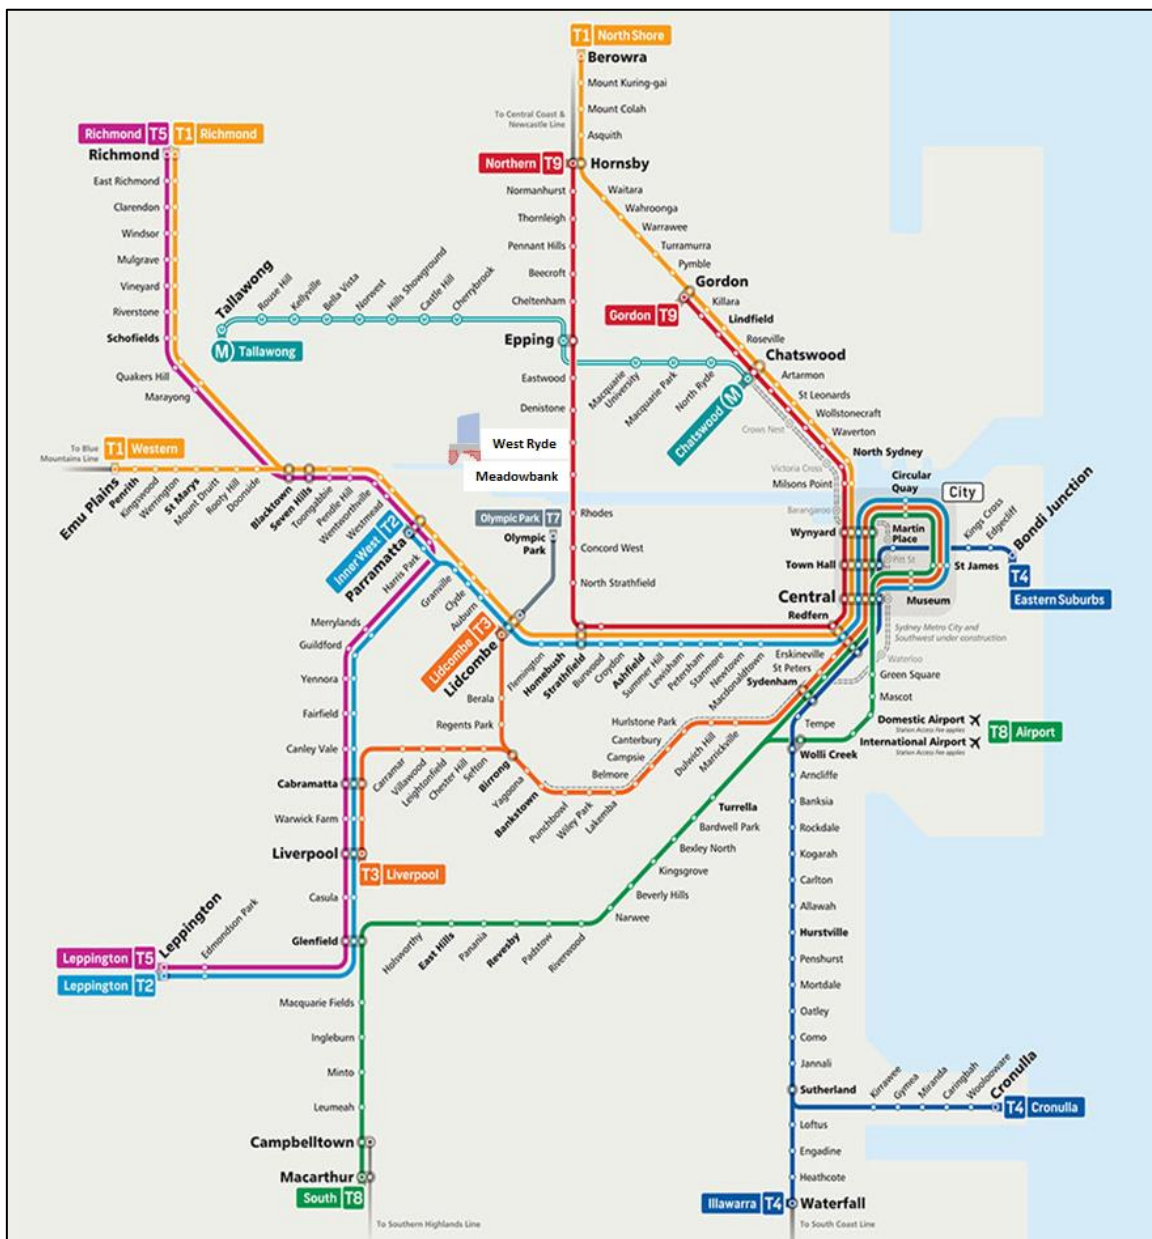 T1 North Shore
Berowra
Mount Kuring-gai
Mount Colah
To Central Coast &
Newcastle Line
Asquith
Richmond T5 T1 Richmond
Richmond
Northern T9
Hornsby
East Richmond
Clarendon
Windsor
Mulgrave
Vineyard
Riverstone
Schofields
Quakers Hill
Marayong
Normanhurst
Thornleigh
Pennant Hills
Beecroft
Cheltenham
Epping
Eastwood
Denistone
West Ryde
Meadowbank
Rhodes
Concord West
North Strathfield
Waitara
Wahroonga
Warrawee
Turramurra
Pymble
Gordon
Gordon T9
Killara
Lindfield
Roseville
Chatswood
Artarmon
St Leonards
Wollstonecraft
Waverton
North Sydney
Milsons Point
Tallawong
Rouse Hill
Kellyville
Bella Vista
Norwest
Hills Showground
Castle Hill
Cherrybrook
M Tallawong
Macquarie
University
Macquarie Park
North Ryde
Chatswood M
Crows Nest
Victoria Cross
Barangaroo
To Blue
Mountains Line
T1 Western
Emu Plains
Penrith
Kingswood
Werrington
St Marys
Mount Druitt
Rooty Hill
Doonside
Blacktown
Seven Hills
Toongabbie
Pendle Hill
Wentworthville
Westmead
Inner West T2
Parramatta
Harris Park
Granville
Clyde
Auburn
Lidcombe T3
Lidcombe
Olympic Park T7
Olympic
Park
Flemington
Homebush
Strathfield
Burwood
Croydon
Ashfield
Summer Hill
Lewisham
Petersham
Stanmore
Newtown
Macdonaldtown
Redfern
Circular
Quay
City
Wynyard
Martin
Place
Pitt St
Town Hall
St James
Central
Museum
Kings Cross
Edgecliff
Bondi Junction
T4
Eastern Suburbs
Sydney Metro City and
Southwest under construction
Waterloo
Erskineville
St Peters
Sydenham
Green Square
Mascot
Domestic Airport
Station Access Fee applies
International Airport
Station Access Fee applies
T8 Airport
Merrylands
Guildford
Yennora
Fairfield
Canley Vale
Cabramatta
Warwick Farm
Liverpool
T3 Liverpool
Casula
Glenfield
Leppington
Edmondson Park
Leppington T5
Leppington T2
Berala
Regents Park
Carramar
Villawood
Leightonfield
Chester Hill
Sefton
Birrong
Yagoona
Bankstown
Punchbowl
Wiley Park
Lakemba
Belmore
Campsie
Canterbury
Hurlstone Park
Dulwich Hill
Marrickville
Tempe
Wolli Creek
Turrella
Bardwell Park
Bexley North
Kingsgrove
Beverly Hills
Narwee
Riverwood
Padstow
Revesby
Panania
East Hills
Holsworthy
Macquarie Fields
Ingleburn
Minto
Leumeah
Campbelltown
Macarthur
South T8
To Southern Highlands Line
Arncliffe
Banksia
Rockdale
Kogarah
Carlton
Allawah
Hurstville
Penshurst
Mortdale
Oatley
Como
Jannali
Sutherland
Kirrawee
Gymea
Miranda
Caringbah
Woolooware
Cronulla
T4 Cronulla
Loftus
Engadine
Heathcote
Illawarra T4
Waterfall
To South Coast Line